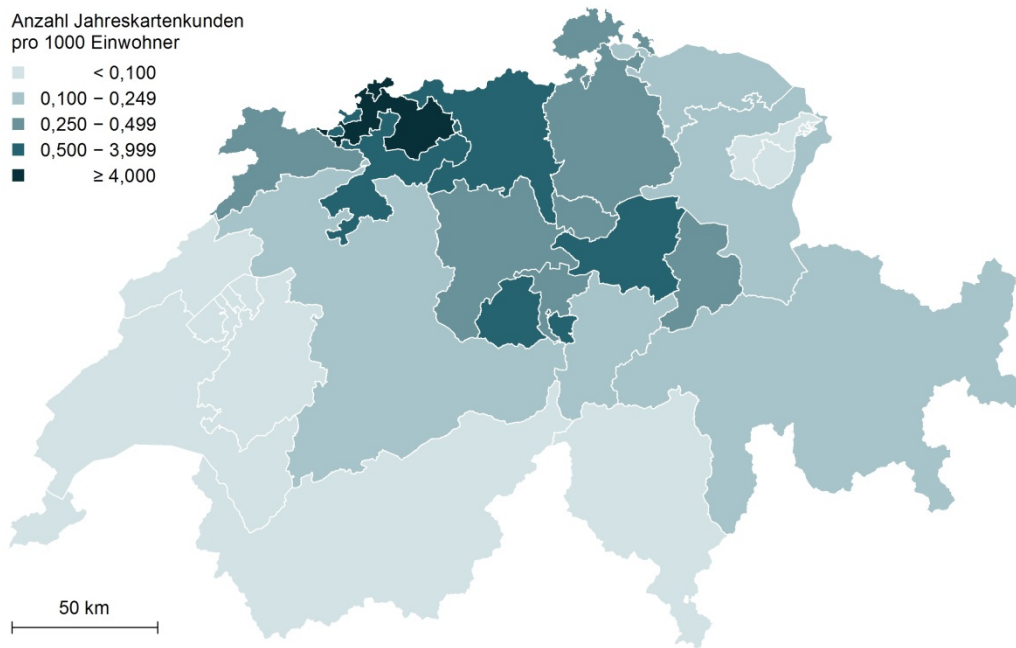 Anzahl Jahreskartenkunden
pro 1000 Einwohner
< 0,100
0,100 – 0,249
0,250 – 0,499
0,500 – 3,999
≥ 4,000
50 km